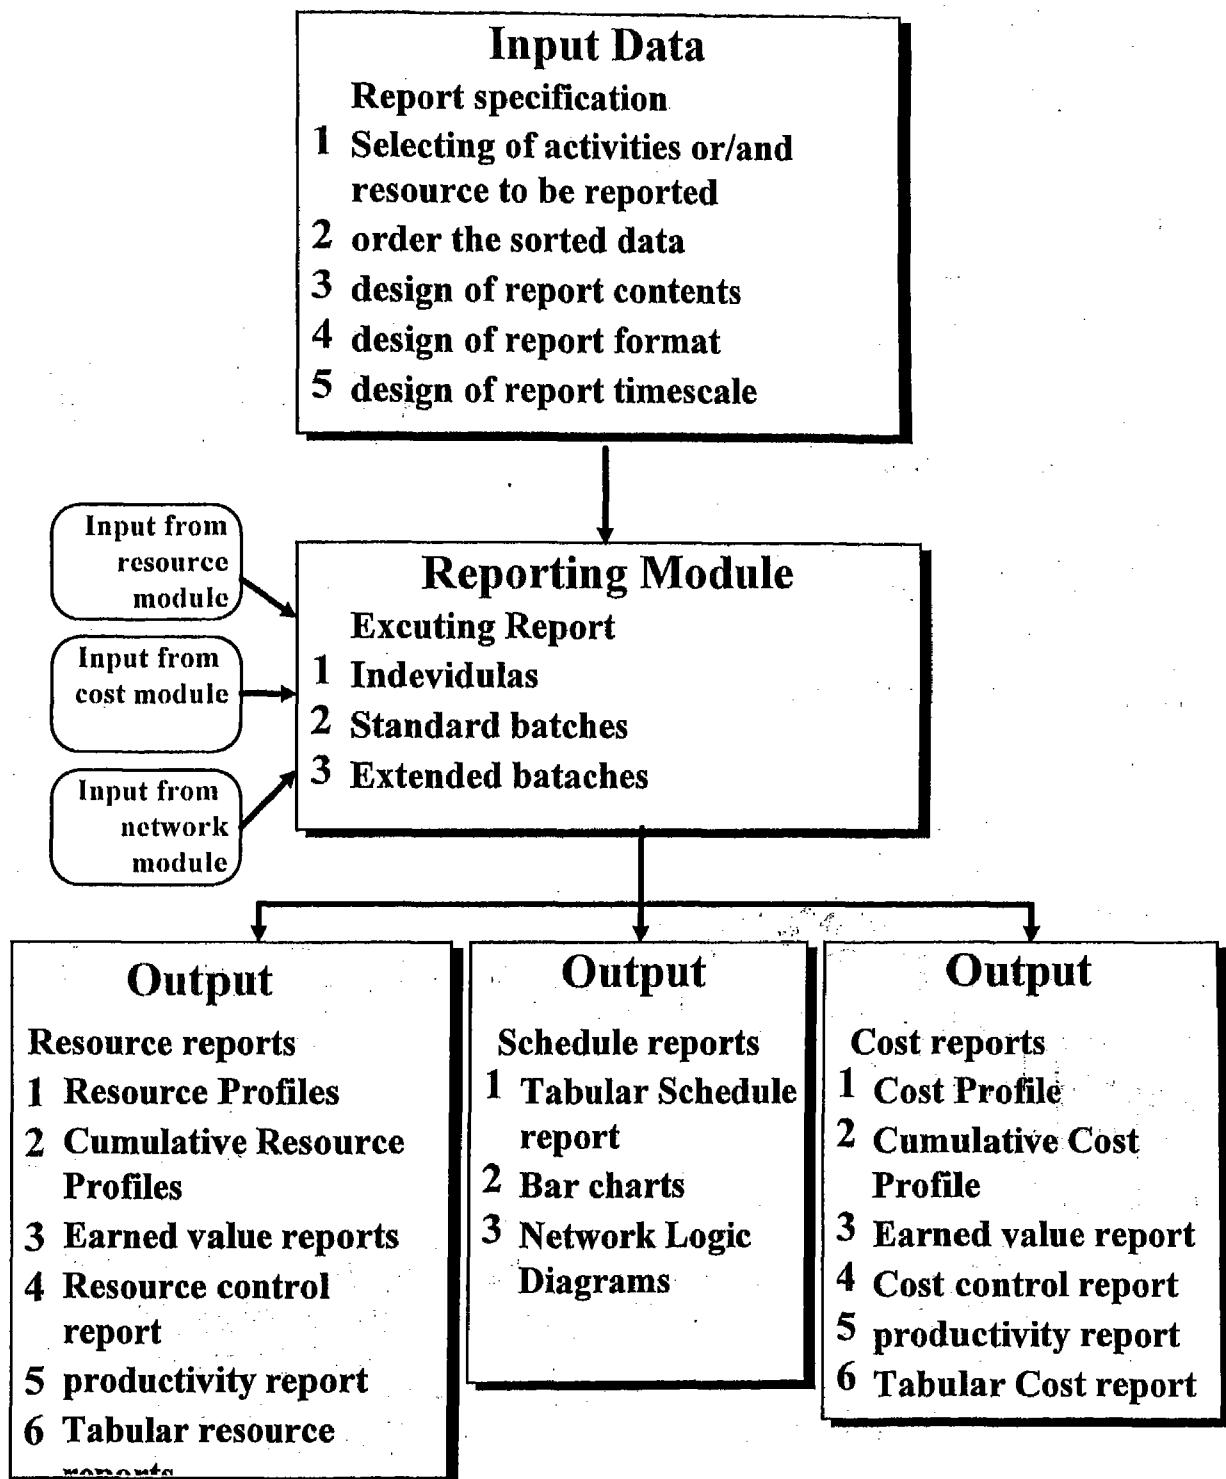 Input Data
Report specification
1 Selecting of activities or/and
resource to be reported
2 order the sorted data
3 design of report contents
4 design of report format
5 design of report timescale
Input from
resource
module
Input from
cost module
Input from
network
module
Reporting Module
Excuting Report
1 Indevidulas
2 Standard batches
3 Extended bataches
Output
Resource reports
1 Resource Profiles
2 Cumulative Resource
Profiles
3 Earned value reports
4 Resource control
report
5 productivity report
6 Tabular resource
reports
Output
Schedule reports
1 Tabular Schedule
report
2 Bar charts
3 Network Logic
Diagrams
Output
Cost reports
1 Cost Profile
2 Cumulative Cost
Profile
3 Earned value report
4 Cost control report
5 productivity report
6 Tabular Cost report